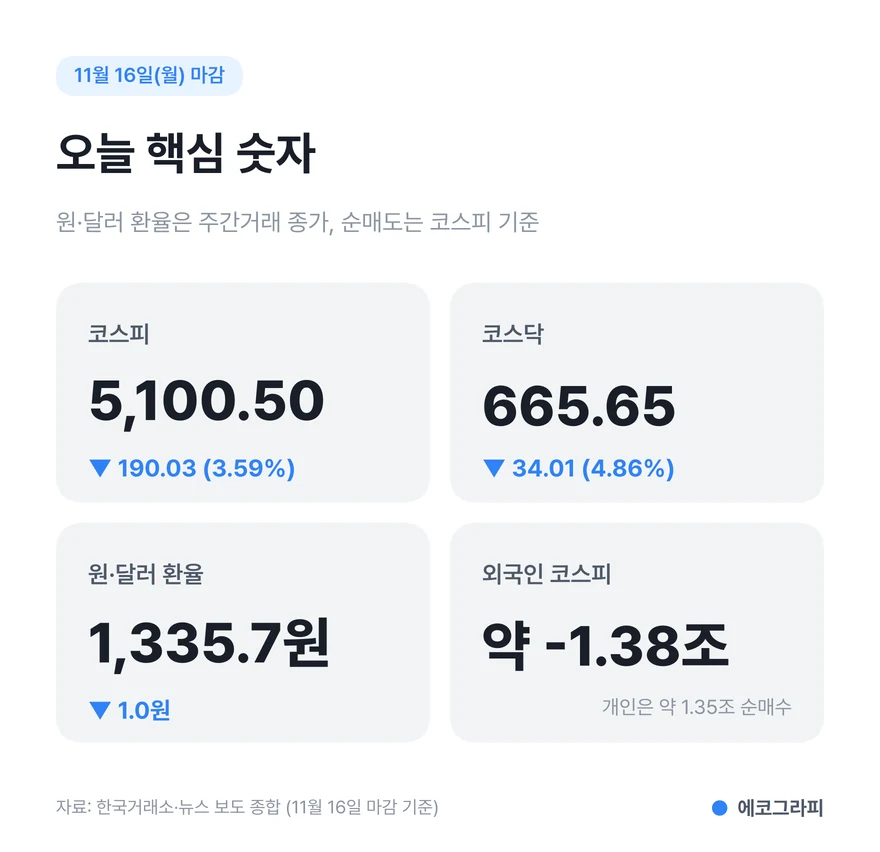 11월 16일(월) 마감
오늘 핵심 숫자
원·달러 환율은 주간거래 종가, 순매도는 코스피 기준
코스피
5,100.50
▼ 190.03 (3.59%)
코스닥
665.65
▼ 34.01 (4.86%)
원·달러 환율
1,335.7원
▼ 1.0원
외국인 코스피
약 -1.38조
개인은 약 1.35조 순매수
자료: 한국거래소·뉴스 보도 종합 (11월 16일 마감 기준)
에코그라피